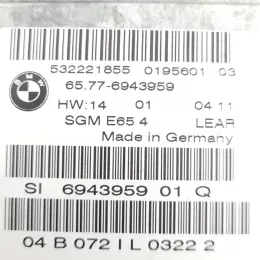 BMW
532221855 0195601 03
65.77-6943959
HW:14 01 04 11
SGM E65 4 LEAR
Made in Germany
SI 6943959 01 Q
04 B 072 I L 0322 2